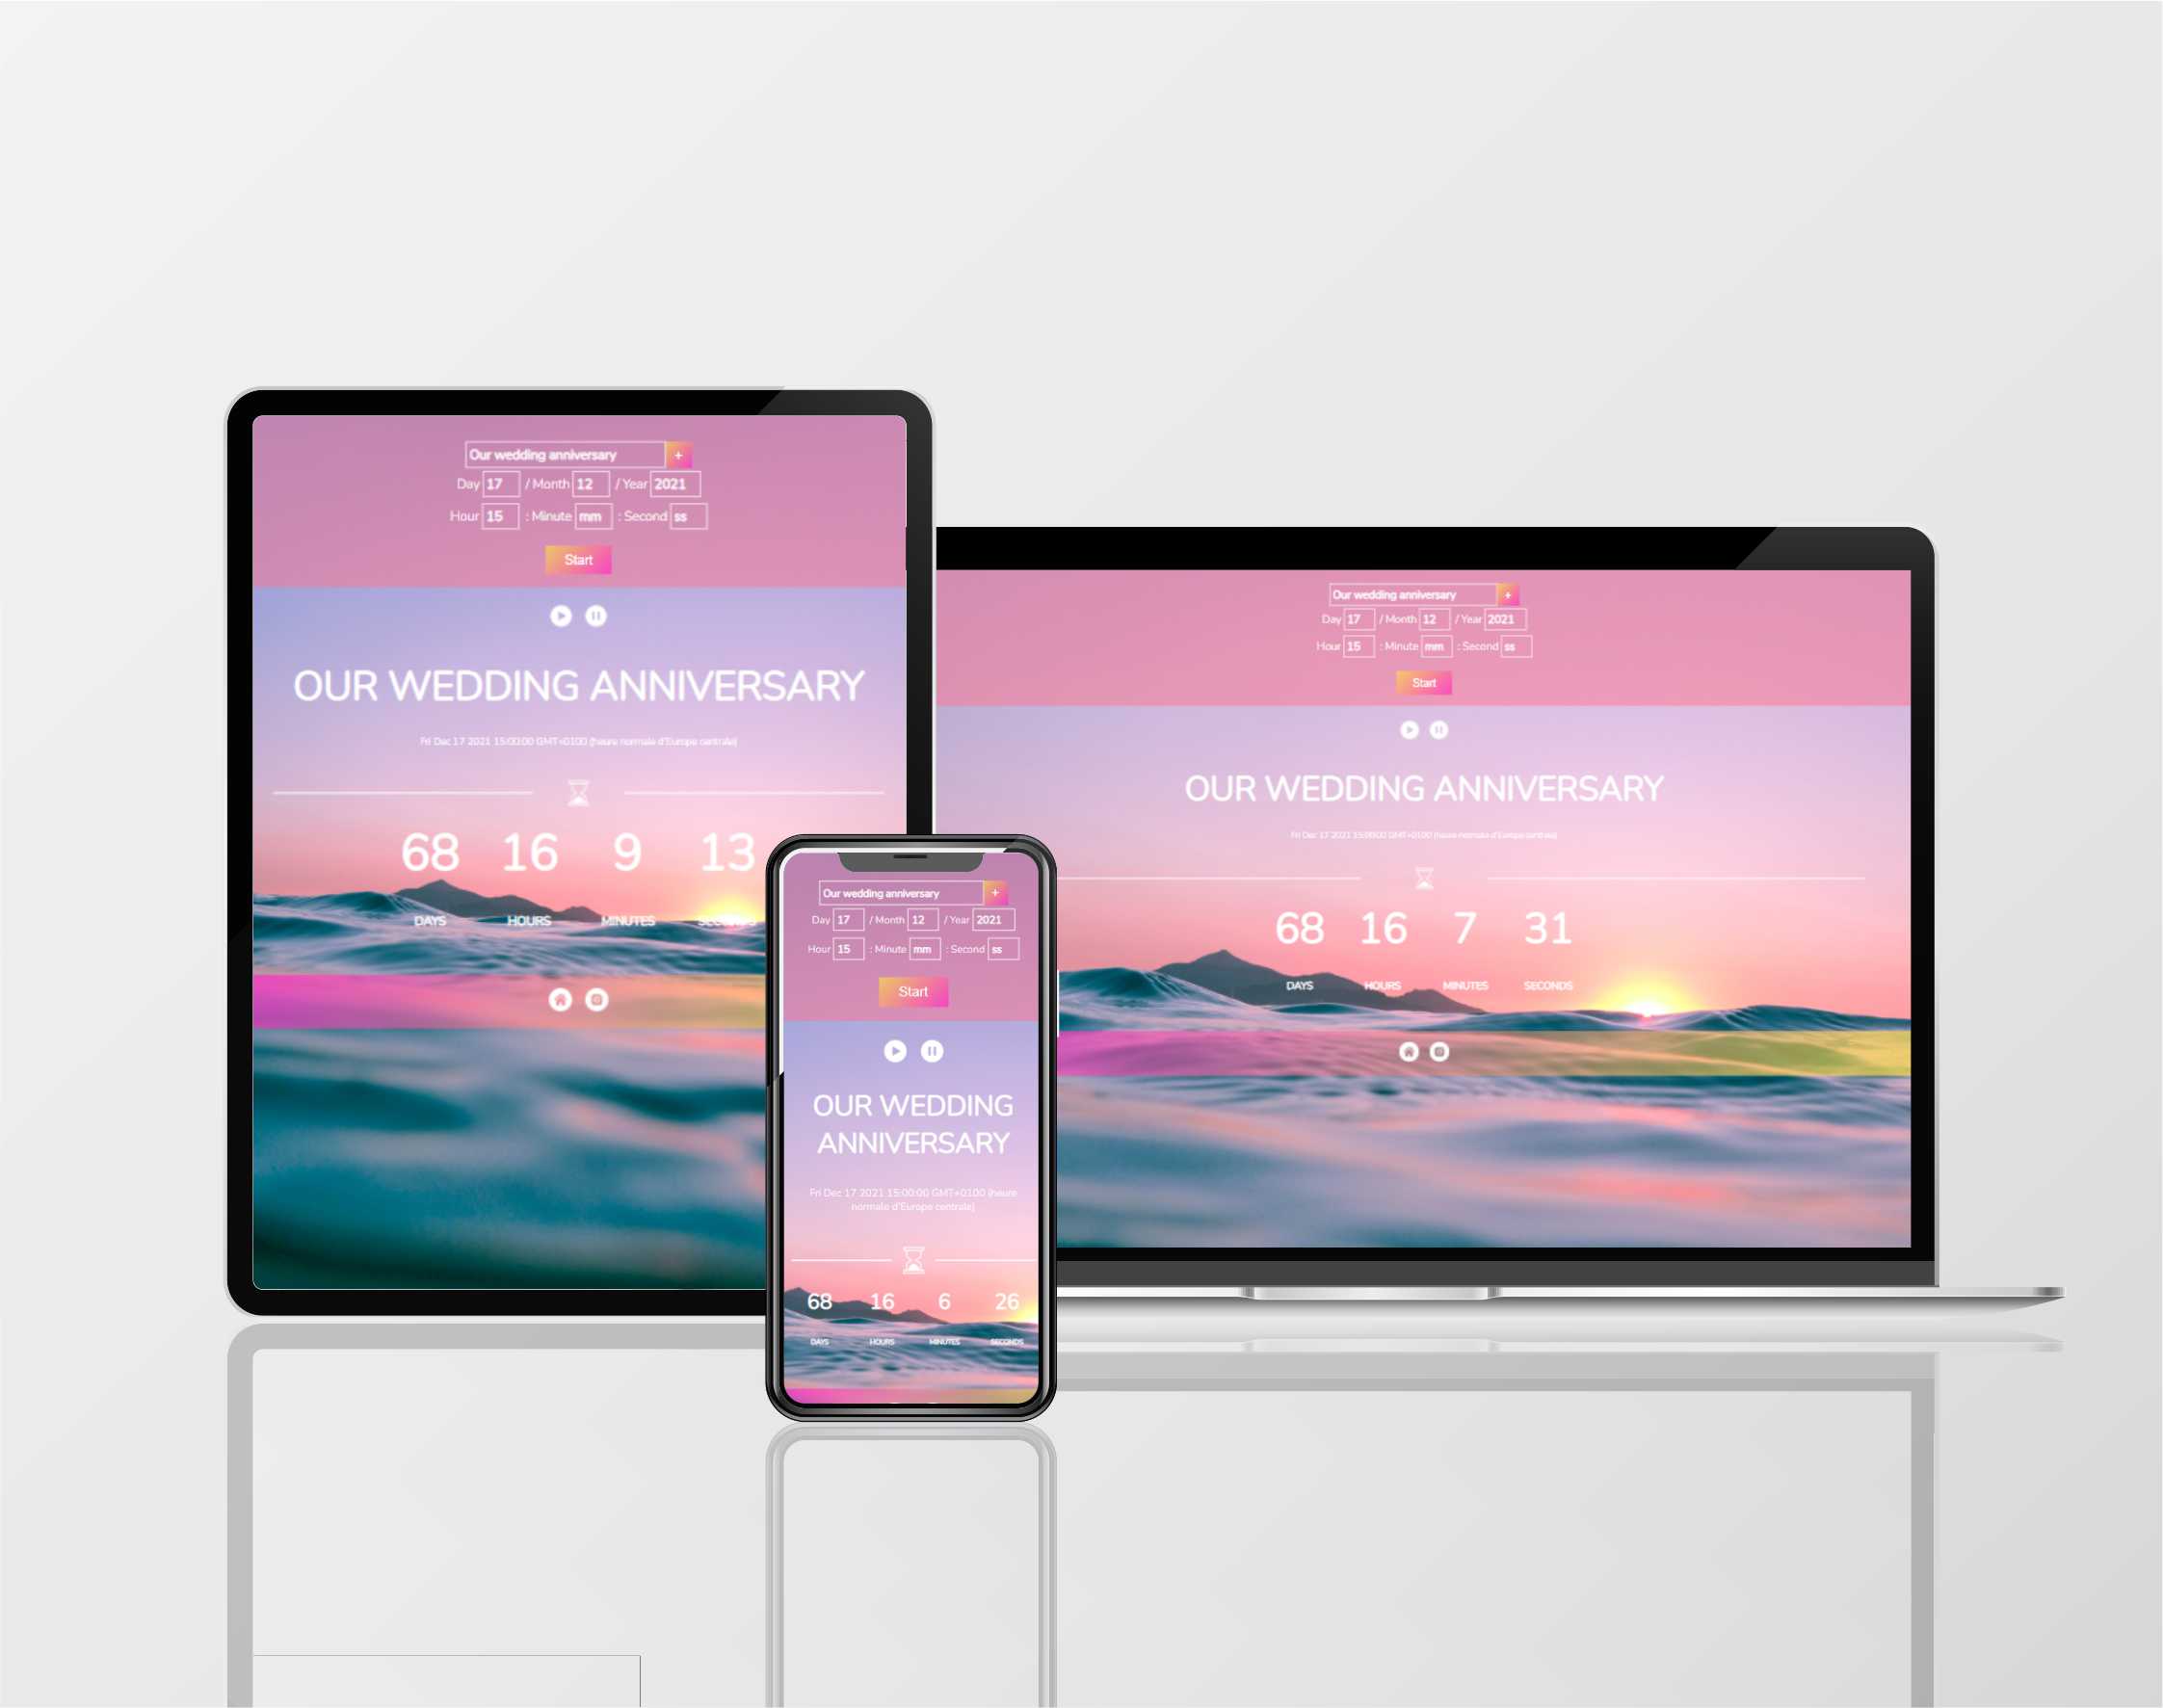 Our wedding anniversary +
Day 17 / Month 12 / Year 2021
Hour 15 : Minute mm : Second ss
Start
OUR WEDDING ANNIVERSARY
Fri Dec 17 2021 15:00:00 GMT+0100 (heure normale d'Europe centrale)
68 16 9 13
DAYS HOURS MINUTES SECONDS
Our wedding anniversary +
Day 17 / Month 12 / Year 2021
Hour 15 : Minute mm : Second ss
Start
OUR WEDDING
ANNIVERSARY
Fri Dec 17 2021 15:00:00 GMT+0100 (heure
normale d'Europe centrale)
68 16 6 26
DAYS HOURS MINUTES SECONDS
Our wedding anniversary +
Day 17 / Month 12 / Year 2021
Hour 15 : Minute mm : Second ss
Start
OUR WEDDING ANNIVERSARY
Fri Dec 17 2021 15:00:00 GMT+0100 (heure normale d'Europe centrale)
68 16 7 31
DAYS HOURS MINUTES SECONDS